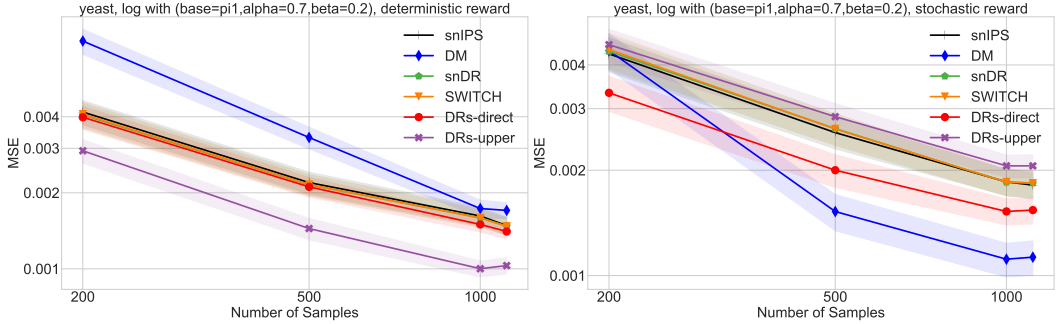 yeast, log with (base=pi1,alpha=0.7,beta=0.2), deterministic reward
snIPS
DM
snDR
SWITCH
DRs-direct
DRs-upper
0.004
0.003
0.002
0.001
MSE
200
500
1000
Number of Samples
yeast, log with (base=pi1,alpha=0.7,beta=0.2), stochastic reward
snIPS
DM
snDR
SWITCH
DRs-direct
DRs-upper
0.004
0.003
0.002
0.001
MSE
200
500
1000
Number of Samples